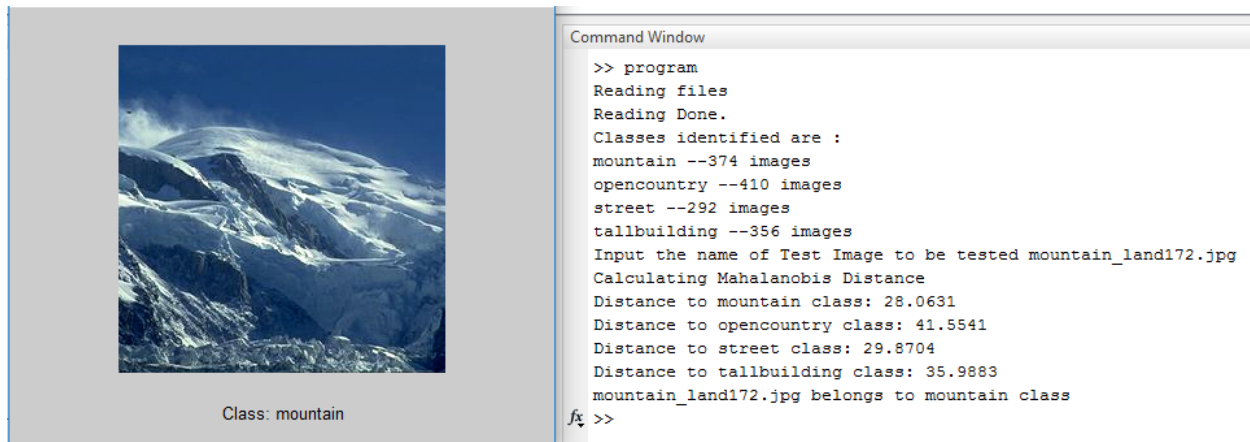 Class: mountain
Command Window
>> program
Reading files
Reading Done.
Classes identified are :
mountain --374 images
opencountry --410 images
street --292 images
tallbuilding --356 images
Input the name of Test Image to be tested mountain_land172.jpg
Calculating Mahalanobis Distance
Distance to mountain class: 28.0631
Distance to opencountry class: 41.5541
Distance to street class: 29.8704
Distance to tallbuilding class: 35.9883
mountain_land172.jpg belongs to mountain class
fx >>